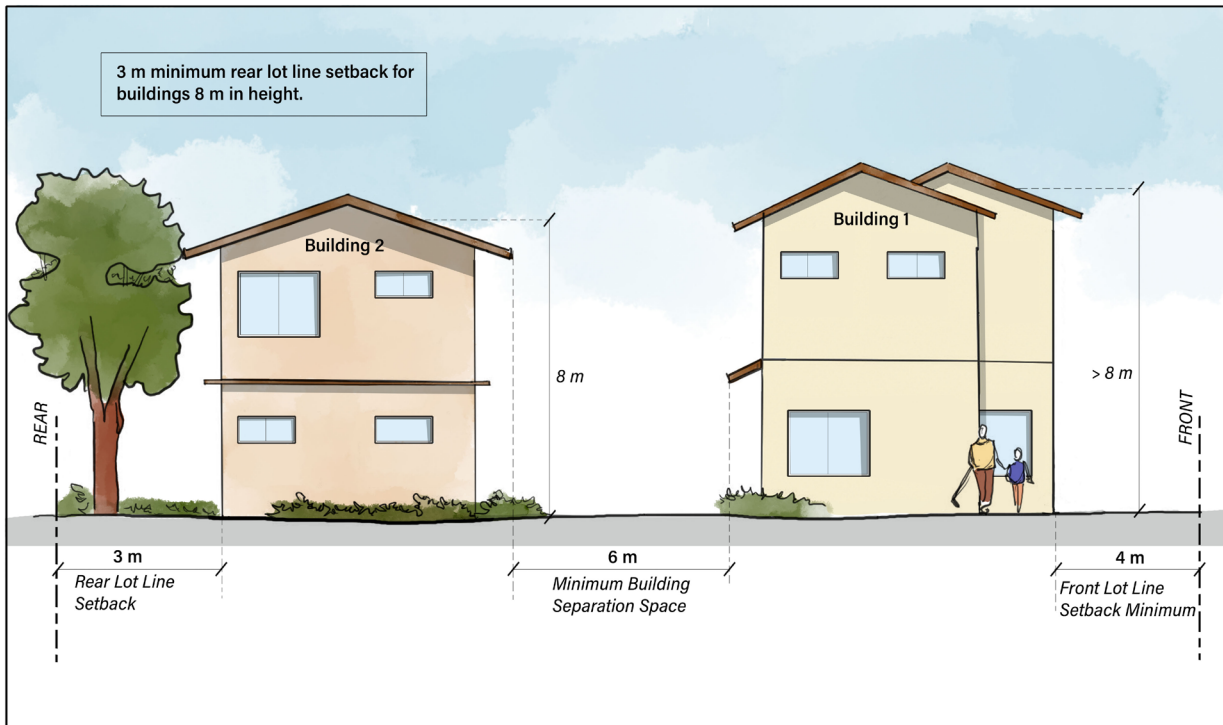 3 m minimum rear lot line setback for
buildings 8 m in height.
Building 2
Building 1
8 m
> 8 m
REAR
FRONT
3 m
Rear Lot Line
Setback
6 m
Minimum Building
Separation Space
4 m
Front Lot Line
Setback Minimum